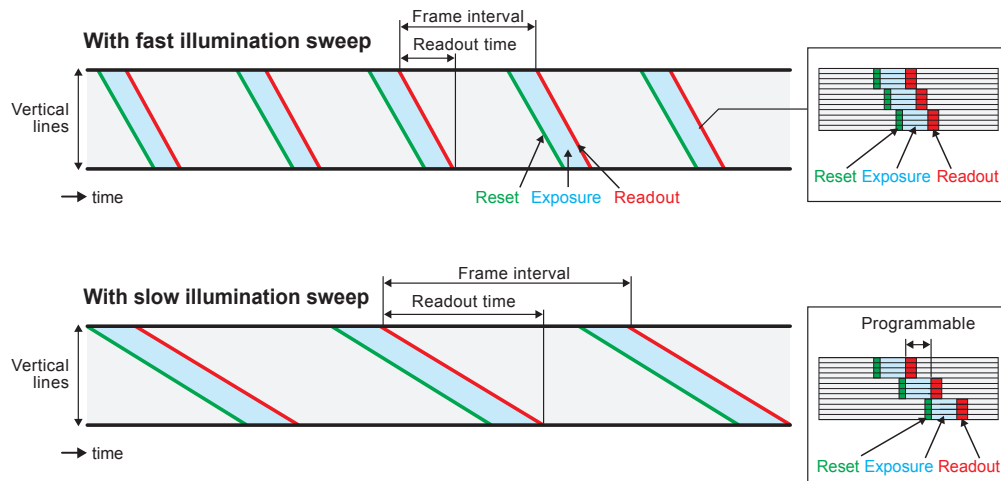 Frame interval
With fast illumination sweep
Readout time
Vertical
lines
time
Reset Exposure Readout
Reset Exposure Readout
Frame interval
With slow illumination sweep
Readout time
Programmable
Vertical
lines
time
Reset Exposure Readout